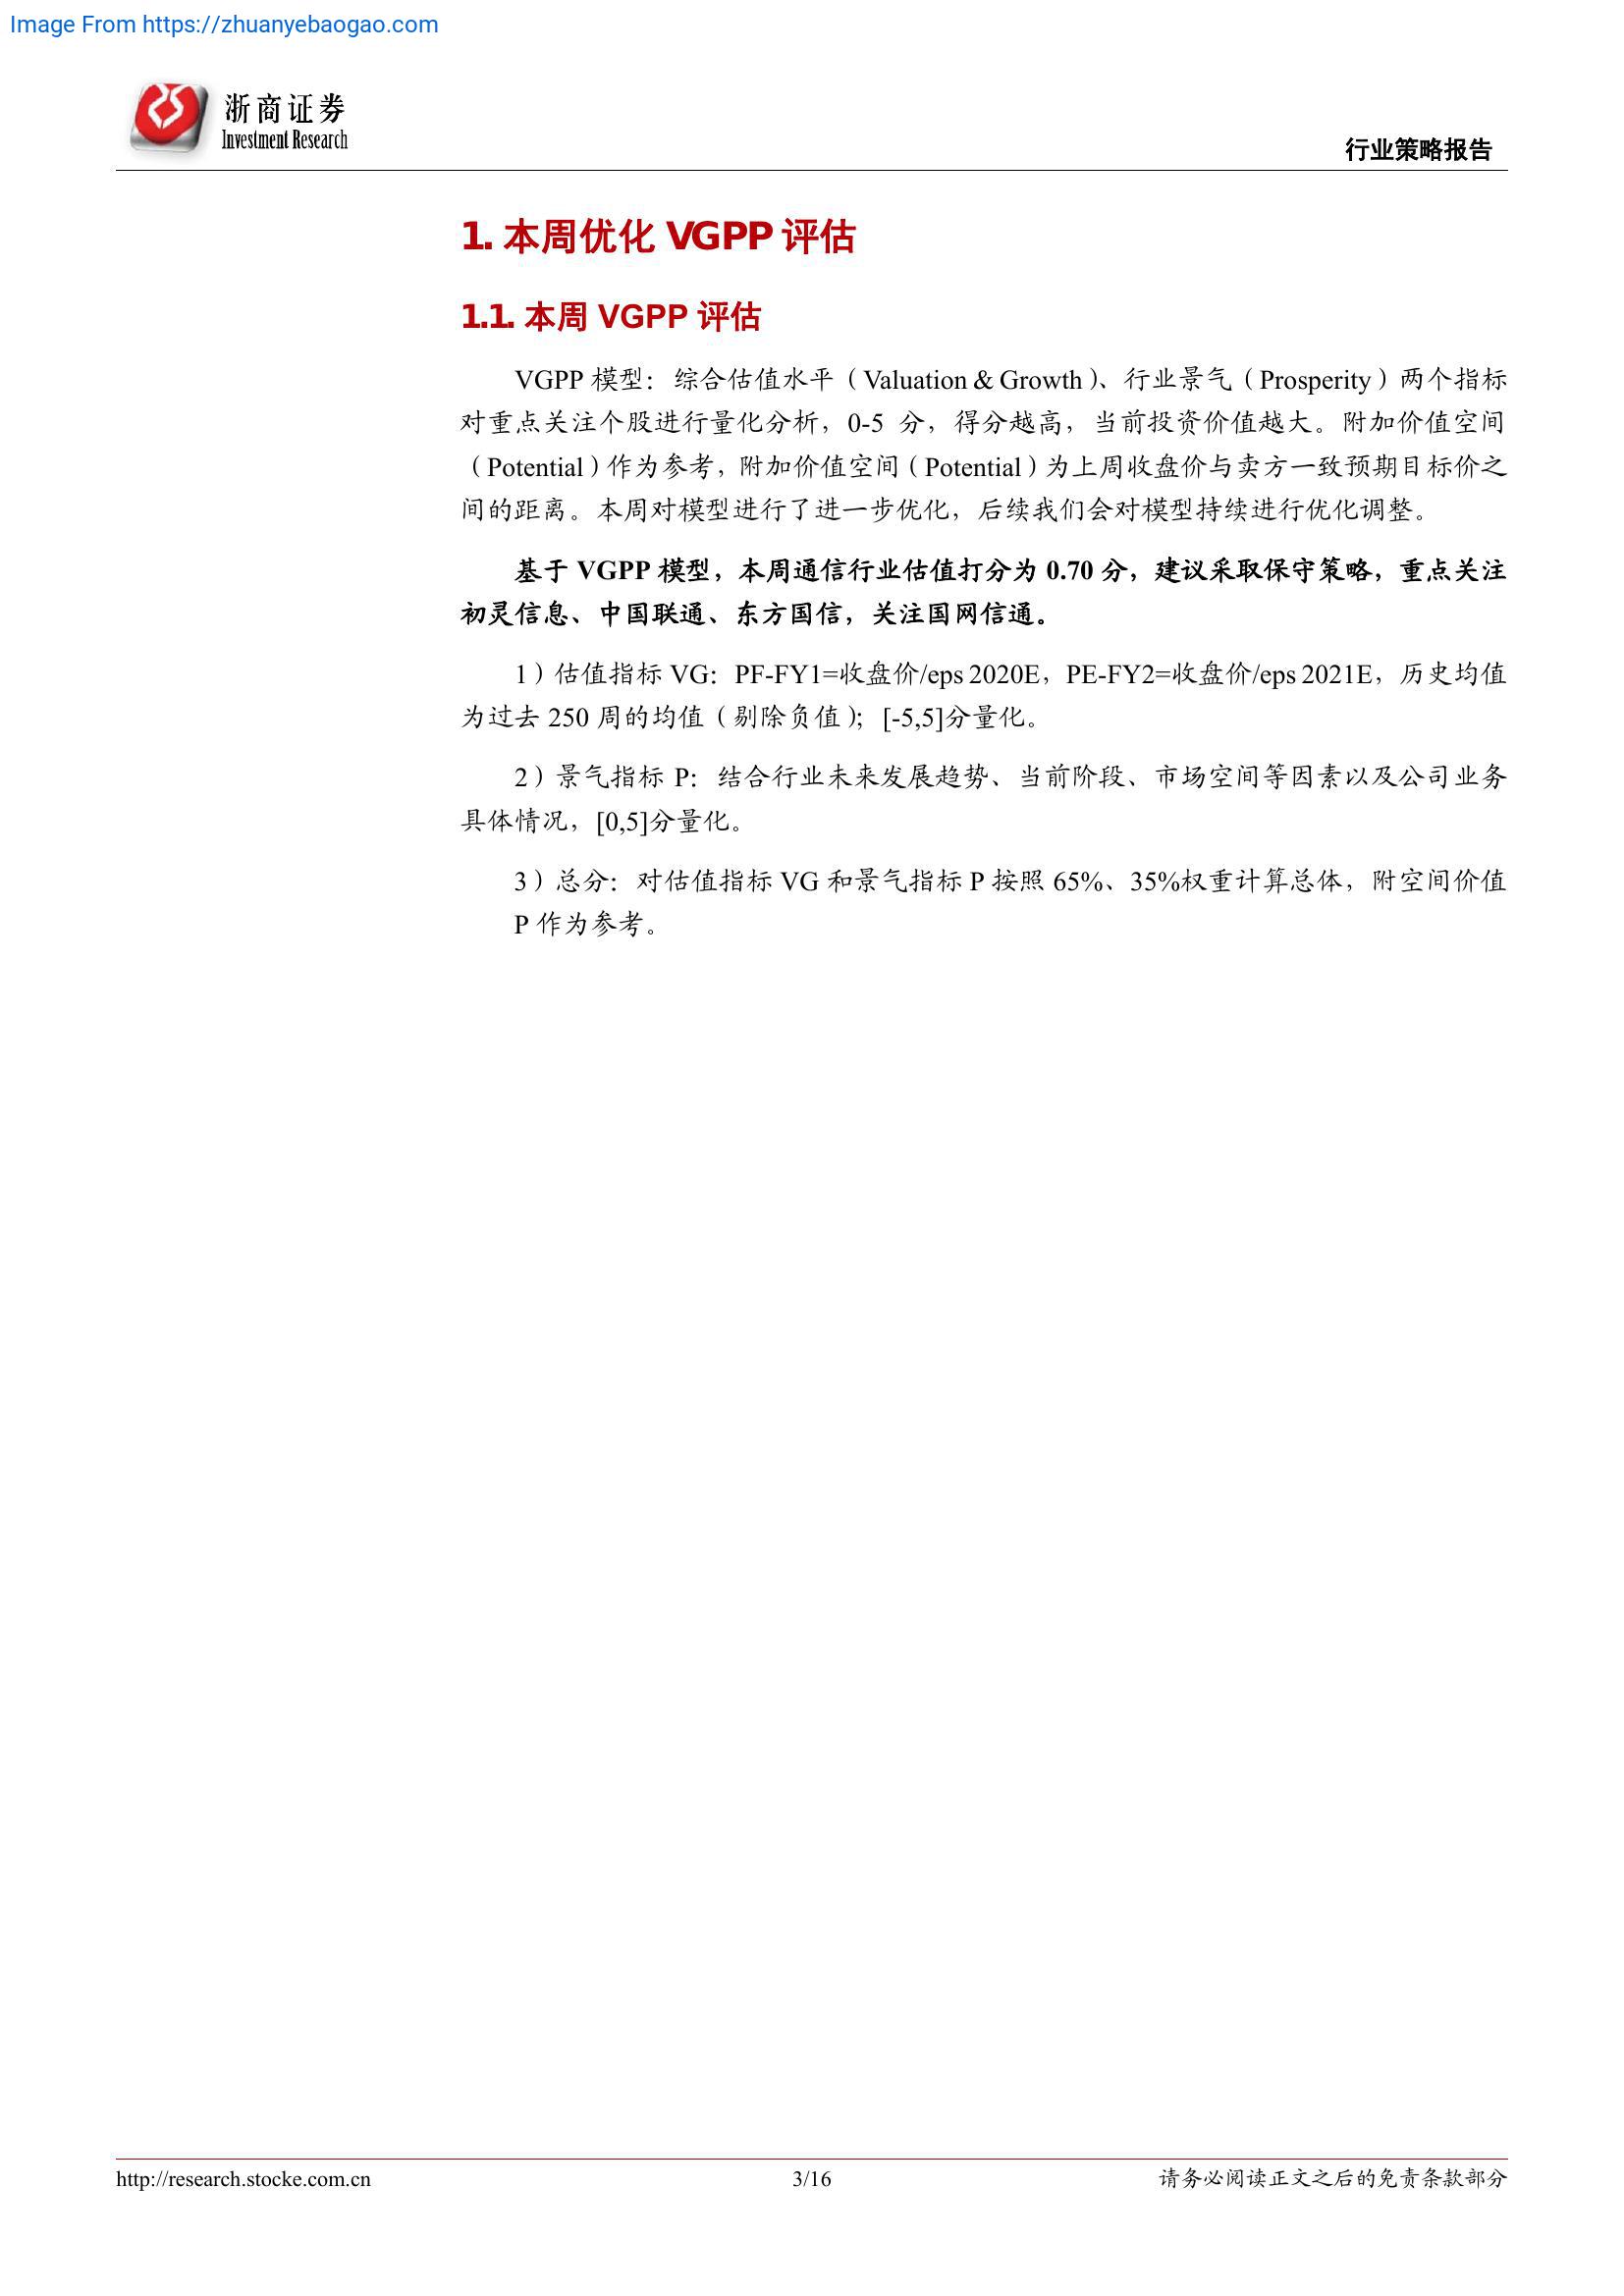 Image From https://zhuanyebaogao.com
浙商证券
Investment Research
行业策略报告
1. 本周优化 VGPP 评估
1.1. 本周 VGPP 评估
VGPP 模型：综合估值水平（Valuation & Growth）、行业景气（Prosperity）两个指标
对重点关注个股进行量化分析，0-5 分，得分越高，当前投资价值越大。附加价值空间
（Potential）作为参考，附加价值空间（Potential）为上周收盘价与卖方一致预期目标价之
间的距离。本周对模型进行了进一步优化，后续我们会对模型持续进行优化调整。
基于 VGPP 模型，本周通信行业估值打分为 0.70 分，建议采取保守策略，重点关注
初灵信息、中国联通、东方国信，关注国网信通。
1）估值指标 VG：PF-FY1=收盘价/eps 2020E，PE-FY2=收盘价/eps 2021E，历史均值
为过去 250 周的均值（剔除负值）；[-5,5]分量化。
2）景气指标 P：结合行业未来发展趋势、当前阶段、市场空间等因素以及公司业务
具体情况，[0,5]分量化。
3）总分：对估值指标 VG 和景气指标 P 按照 65%、35%权重计算总体，附空间价值
P 作为参考。
http://research.stocke.com.cn
3/16
请务必阅读正文之后的免责条款部分